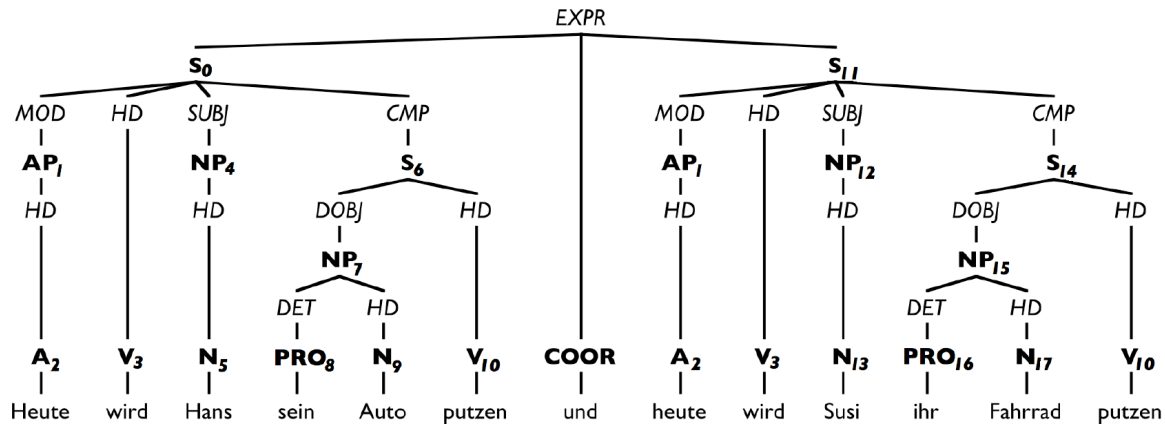 EXPR
S0 S11
MOD HD SUBJ CMP MOD HD SUBJ CMP
AP1 NP4 S6 AP1 NP12 S14
HD HD DOBJ HD HD HD DOBJ HD
NP7 NP15
DET HD DET HD
A2 V3 N5 PRO8 N9 V10 COOR A2 V3 N13 PRO16 N17 V10
Heute wird Hans sein Auto putzen und heute wird Susi ihr Fahrrad putzen